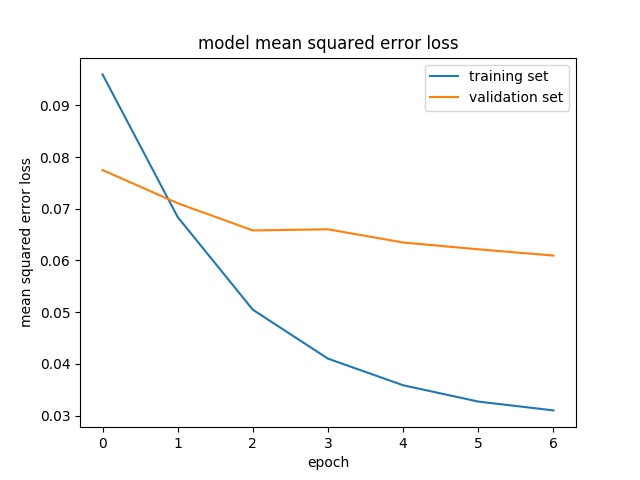 model mean squared error loss
training set
validation set
0.09
0.08
0.07
0.06
0.05
0.04
0.03
mean squared error loss
0 1 2 3 4 5 6
epoch